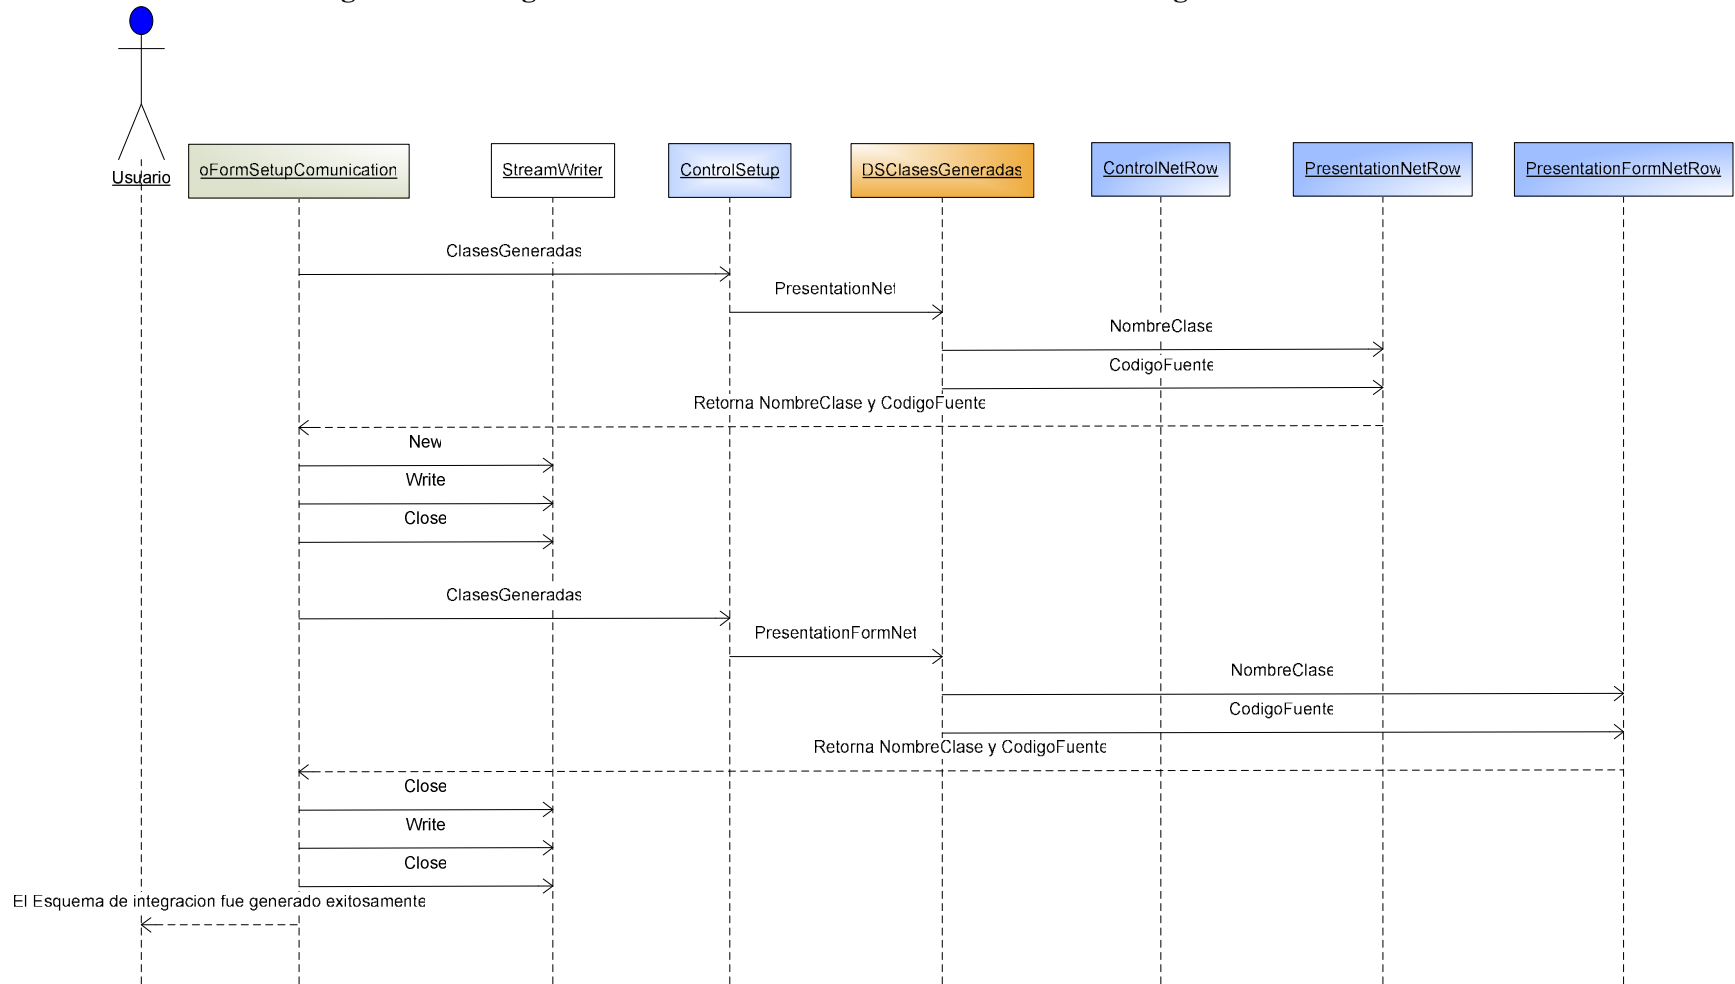 Usuario
oFormSetupComunication
StreamWriter
ControlSetup
DSClasesGeneradas
ControlNetRow
PresentationNetRow
PresentationFormNetRow
ClasesGeneradas
PresentationNet
NombreClase
CodigoFuente
Retorna NombreClase y CodigoFuente
New
Write
Close
ClasesGeneradas
PresentationFormNet
NombreClase
CodigoFuente
Retorna NombreClase y CodigoFuente
Close
Write
Close
El Esquema de integracion fue generado exitosamente